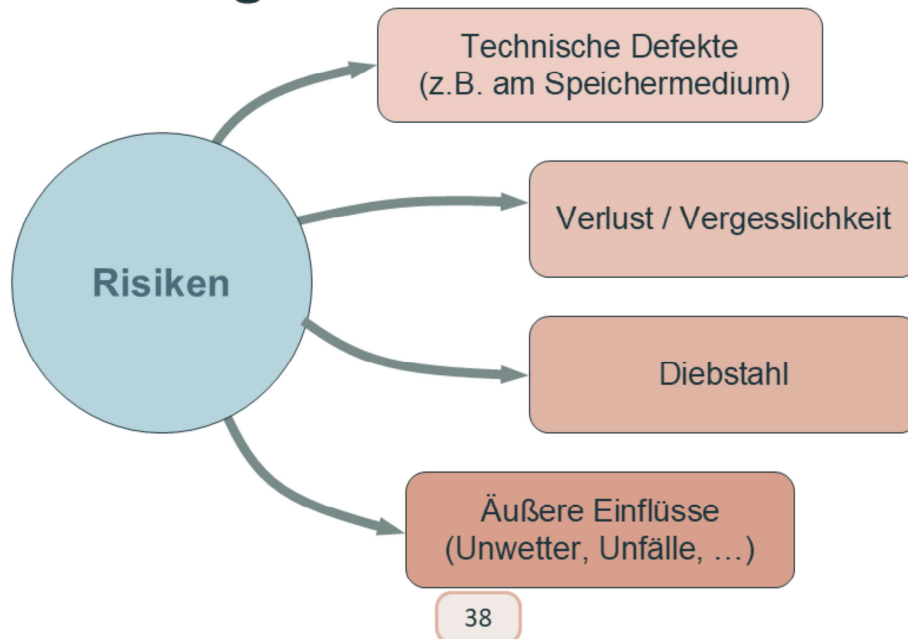 Technische Defekte
(z.B. am Speichermedium)
Verlust / Vergesslichkeit
Risiken
Diebstahl
Äußere Einflüsse
(Unwetter, Unfälle, …)
38